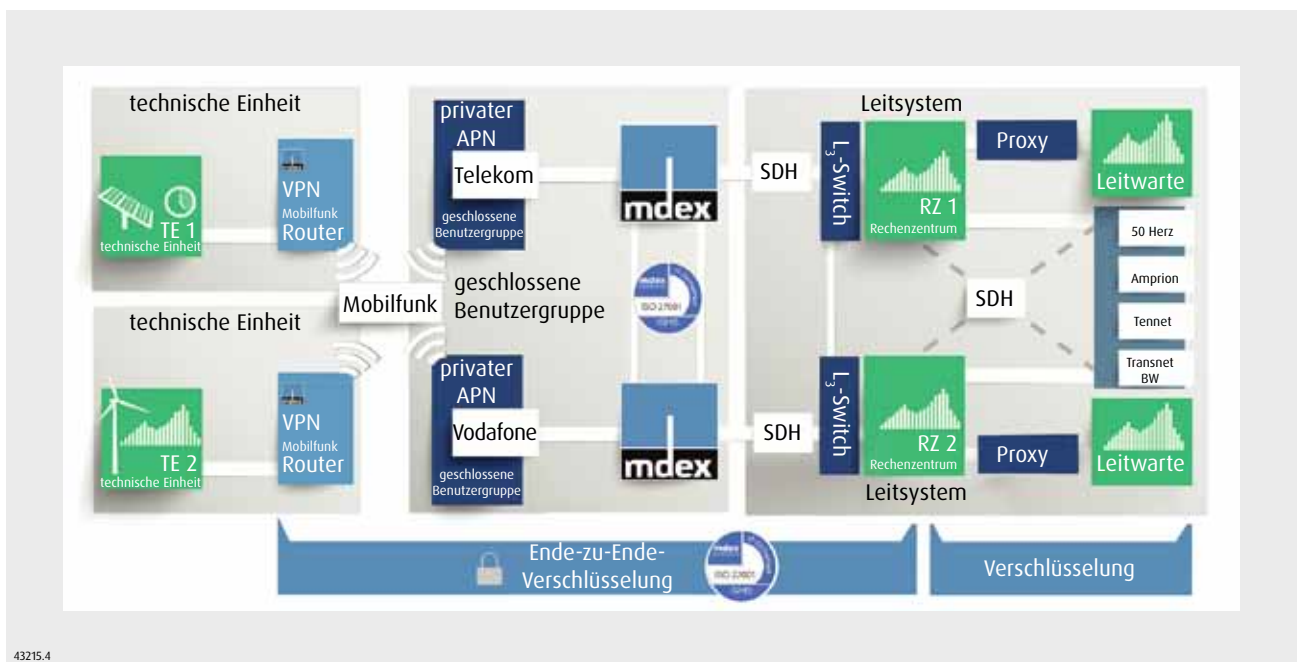 technische Einheit
TE 1
technische Einheit
VPN
Mobilfunk
Router
technische Einheit
TE 2
technische Einheit
VPN
Mobilfunk
Router
Mobilfunk
privater
APN
Telekom
geschlossene
Benutzergruppe
geschlossene
Benutzergruppe
privater
APN
Vodafone
geschlossene
Benutzergruppe
mdex
mdex
ISO 27001
mdex
SDH
SDH
Leitsystem
L3-Switch
RZ 1
Rechenzentrum
Proxy
Leitwarte
SDH
50 Herz
Amprion
Tennet
Transnet
BW
L3-Switch
RZ 2
Rechenzentrum
Leitsystem
Proxy
Leitwarte
Ende-zu-Ende-
Verschlüsselung
mdex
ISO 27001
Verschlüsselung
43215.4